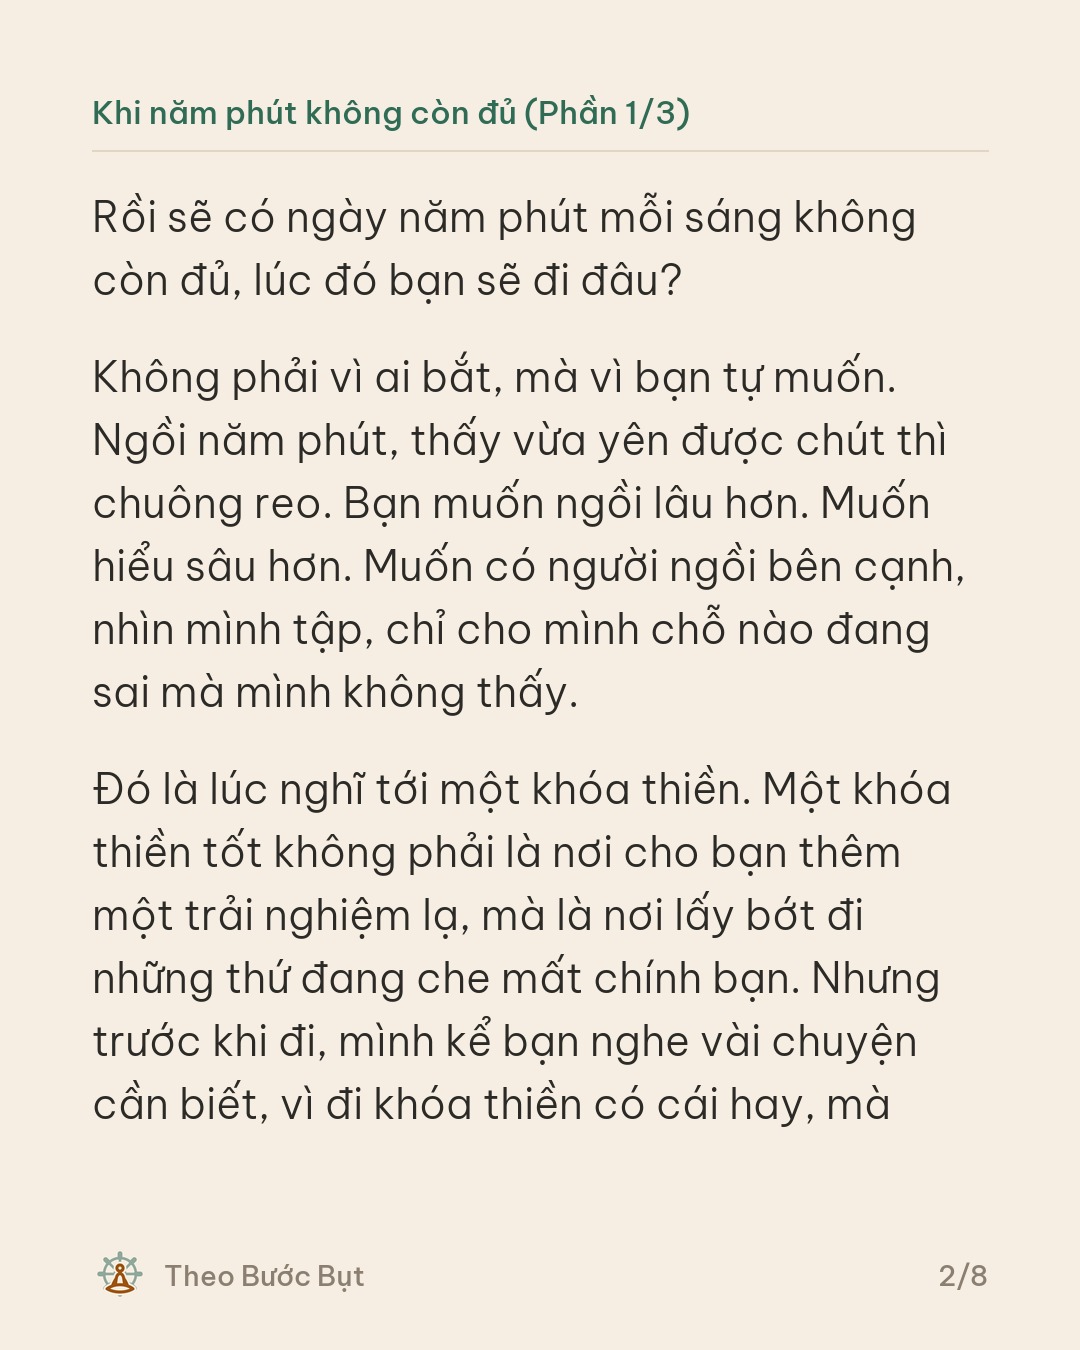 Khi năm phút không còn đủ (Phần 1/3)
Rồi sẽ có ngày năm phút mỗi sáng không
còn đủ, lúc đó bạn sẽ đi đâu?
Không phải vì ai bắt, mà vì bạn tự muốn.
Ngồi năm phút, thấy vừa yên được chút thì
chuông reo. Bạn muốn ngồi lâu hơn. Muốn
hiểu sâu hơn. Muốn có người ngồi bên cạnh,
nhìn mình tập, chỉ cho mình chỗ nào đang
sai mà mình không thấy.
Đó là lúc nghĩ tới một khóa thiền. Một khóa
thiền tốt không phải là nơi cho bạn thêm
một trải nghiệm lạ, mà là nơi lấy bớt đi
những thứ đang che mất chính bạn. Nhưng
trước khi đi, mình kể bạn nghe vài chuyện
cần biết, vì đi khóa thiền có cái hay, mà
Theo Bước Bụt
2/8